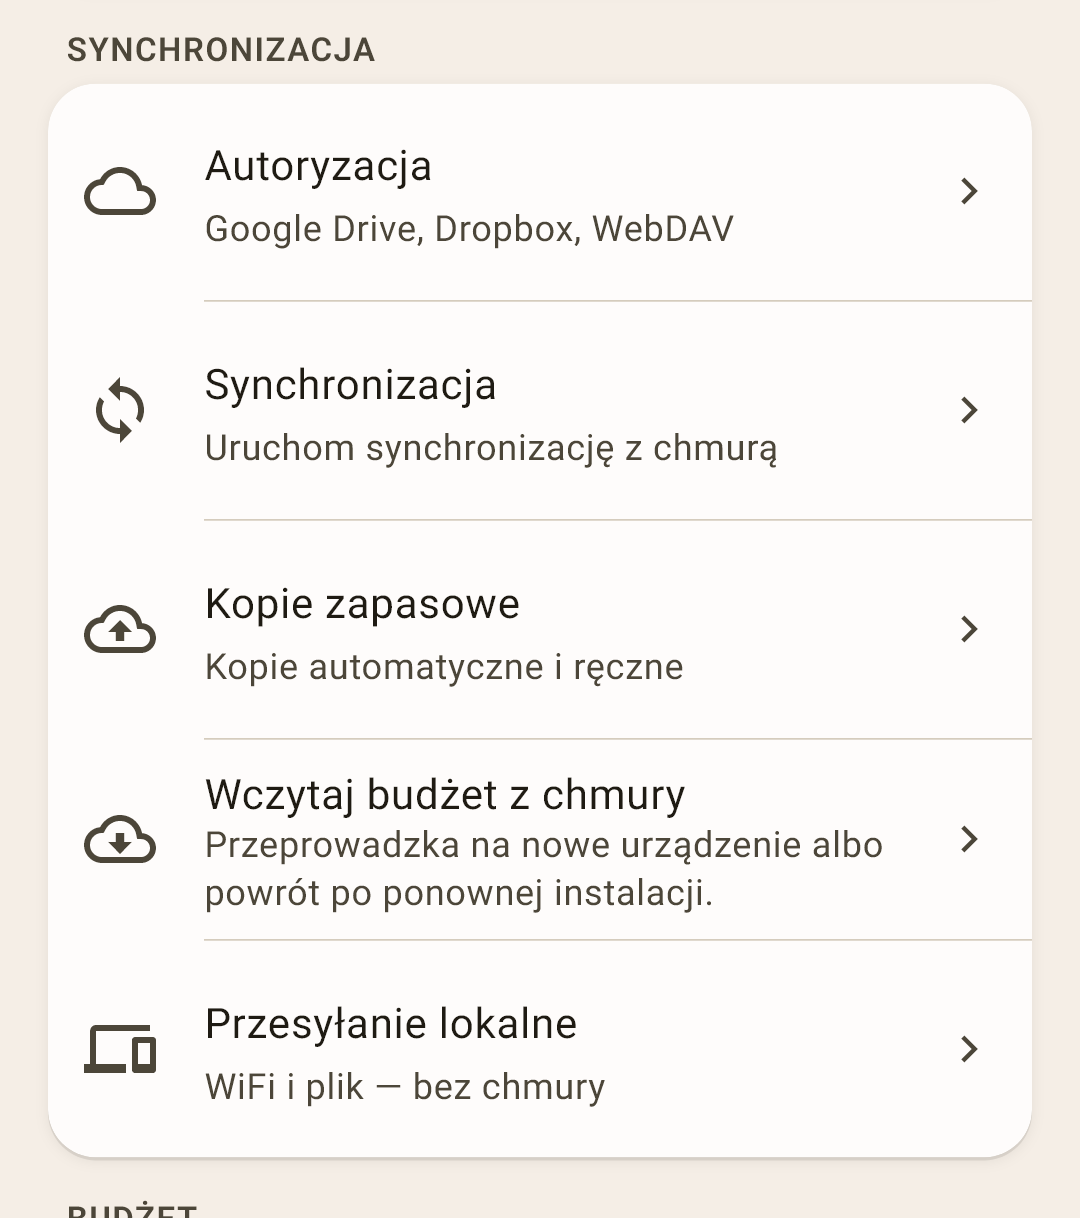 SYNCHRONIZACJA
Autoryzacja
Google Drive, Dropbox, WebDAV
Synchronizacja
Uruchom synchronizację z chmurą
Kopie zapasowe
Kopie automatyczne i ręczne
Wczytaj budżet z chmury
Przeprowadzka na nowe urządzenie albo
powrót po ponownej instalacji.
Przesyłanie lokalne
WiFi i plik — bez chmury
BUDŻET